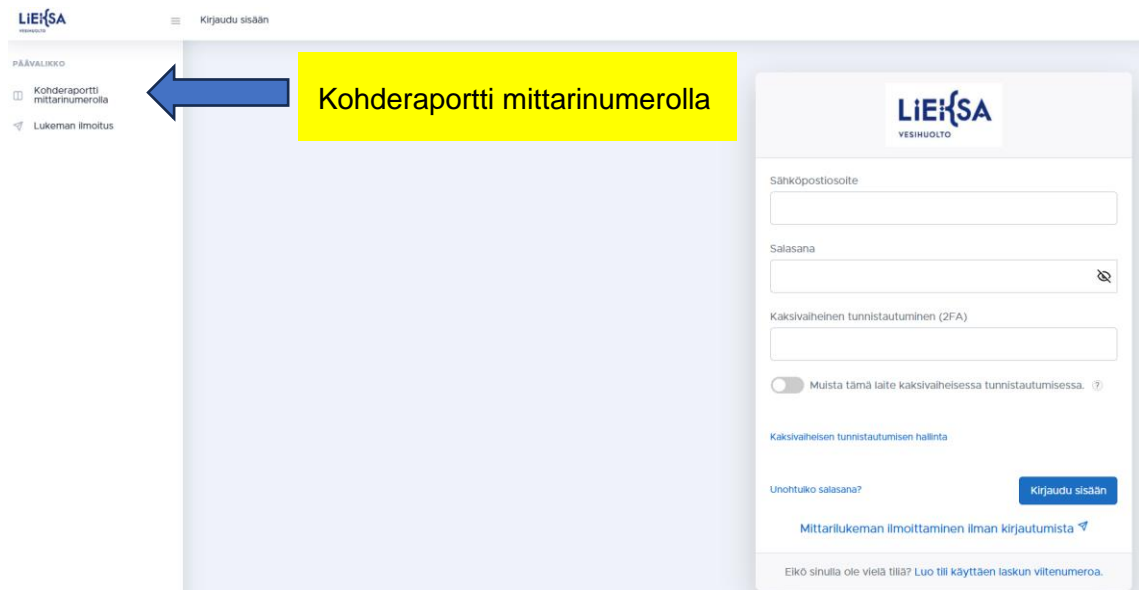 LiEKSA
VESIHUOLTO
Kirjaudu sisään
PÄÄVALIKKO
Kohderaportti
mittarinumerolla
Lukeman ilmoitus
Kohderaportti mittarinumerolla
LiEKSA
VESIHUOLTO
Sähköpostiosoite
Salasana
Kaksivaiheinen tunnistautuminen (2FA)
Muista tämä laite kaksivaiheisessa tunnistautumisessa. ?
Kaksivaiheisen tunnistautumisen hallinta
Unohtuiko salasana?
Kirjaudu sisään
Mittarilukeman ilmoittaminen ilman kirjautumista
Eikö sinulla ole vielä tiliä? Luo tili käyttäen laskun viitenumeroa.